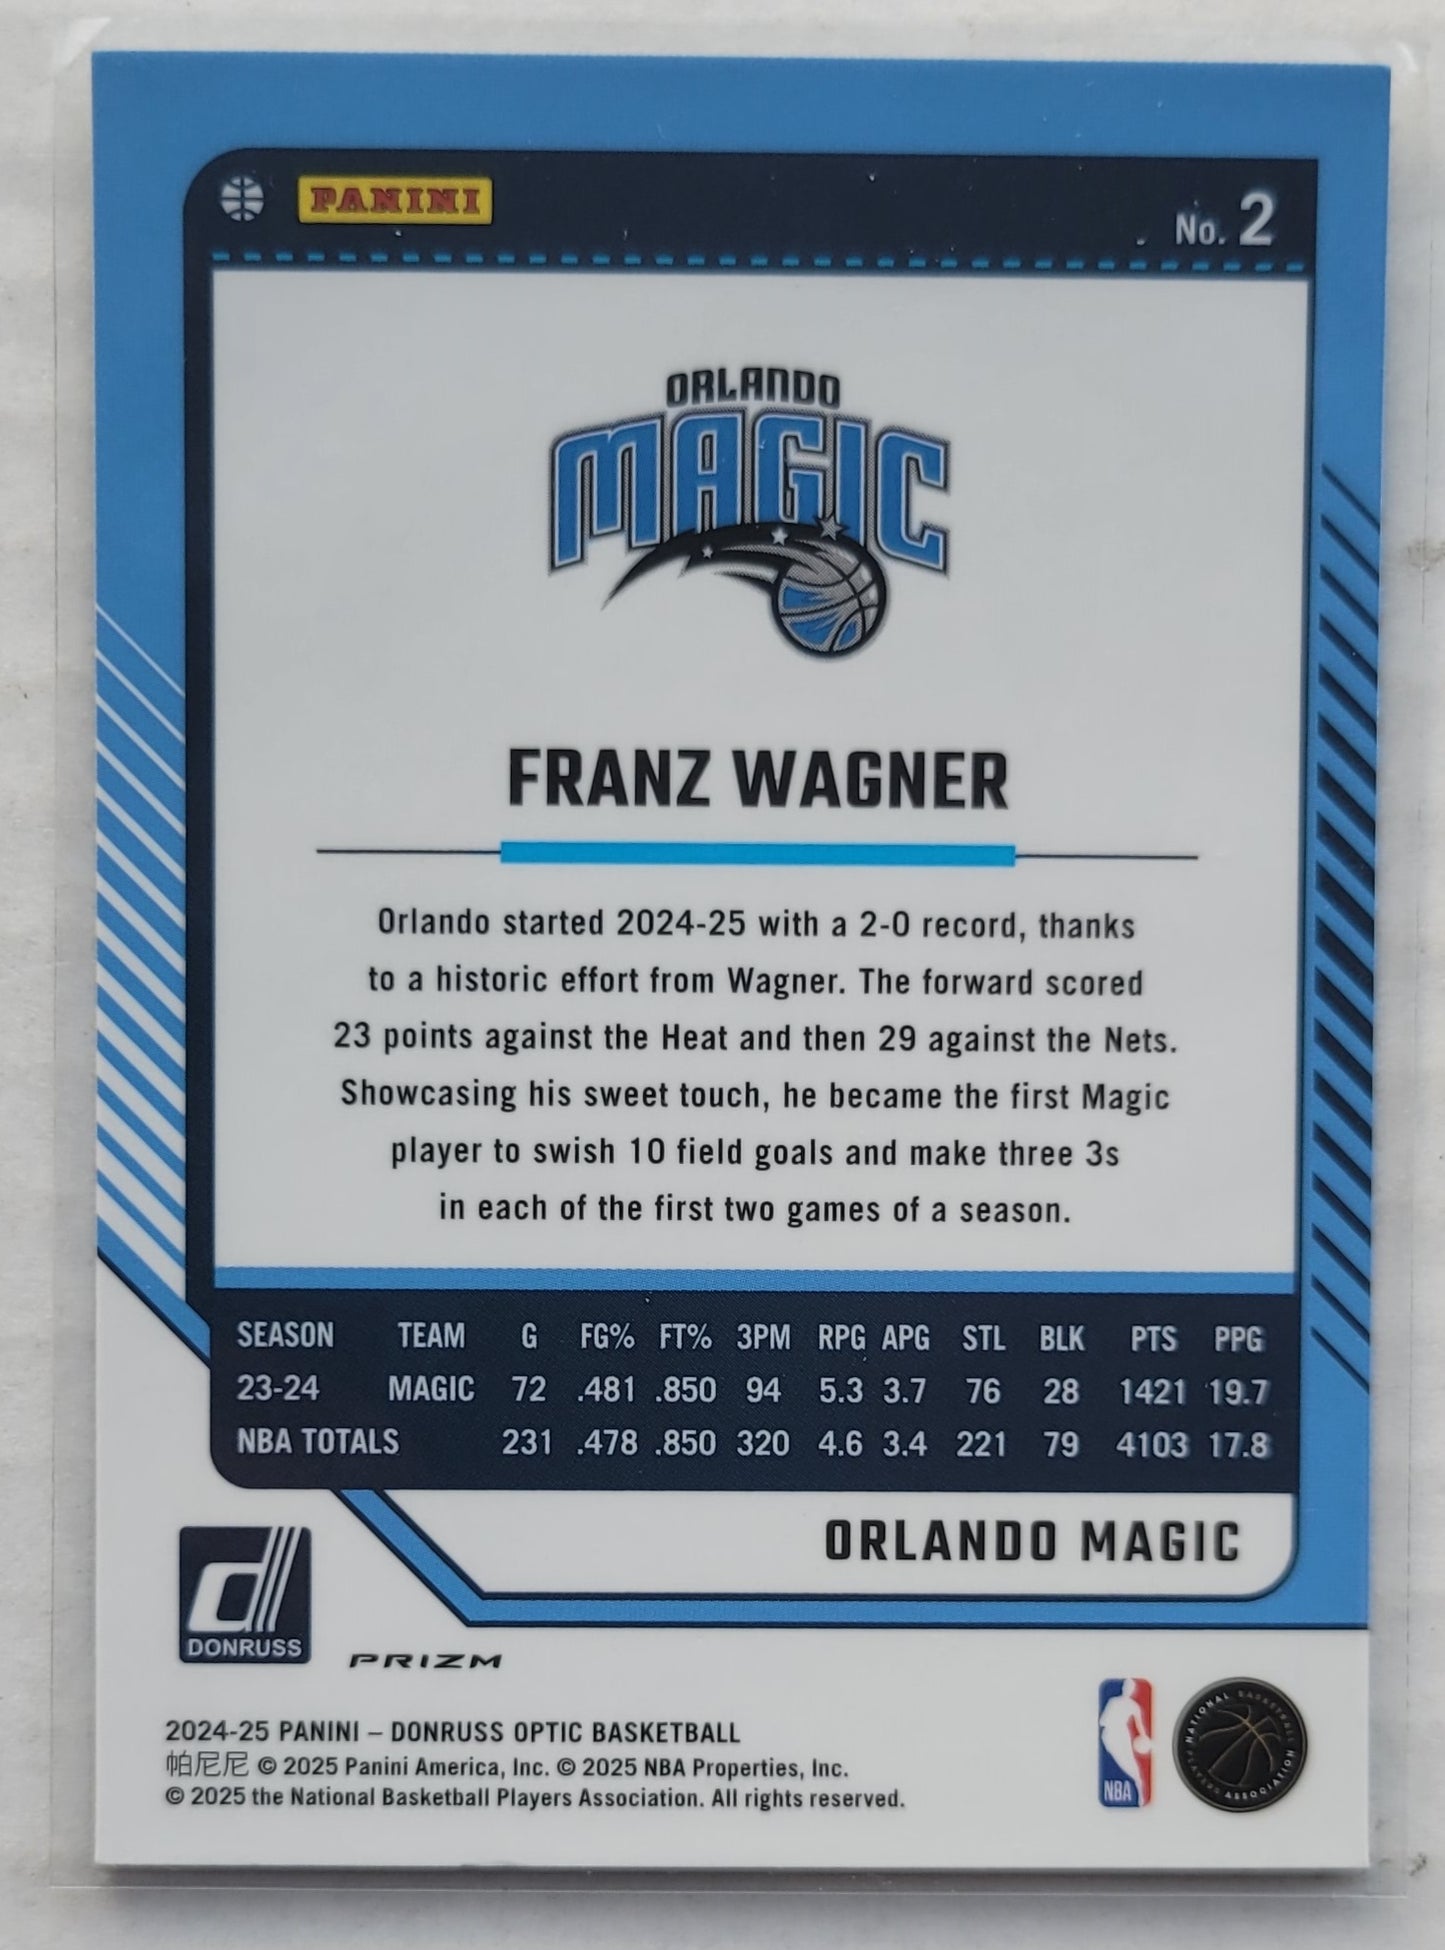 PANINI
No. 2
ORLANDO
MAGIC
FRANZ WAGNER
Orlando started 2024-25 with a 2-0 record, thanks
to a historic effort from Wagner. The forward scored
23 points against the Heat and then 29 against the Nets.
Showcasing his sweet touch, he became the first Magic
player to swish 10 field goals and make three 3s
in each of the first two games of a season.
SEASON TEAM G FG% FT% 3PM RPG APG STL BLK PTS PPG
23-24 MAGIC 72 .481 .850 94 5.3 3.7 76 28 1421 19.7
NBA TOTALS 231 .478 .850 320 4.6 3.4 221 79 4103 17.8
ORLANDO MAGIC
d
DONRUSS
PRIZM
2024-25 PANINI – DONRUSS OPTIC BASKETBALL
帕尼尼 © 2025 Panini America, Inc. © 2025 NBA Properties, Inc.
© 2025 the National Basketball Players Association. All rights reserved.
NBA
NATIONAL BASKETBALL PLAYERS ASSOCIATION